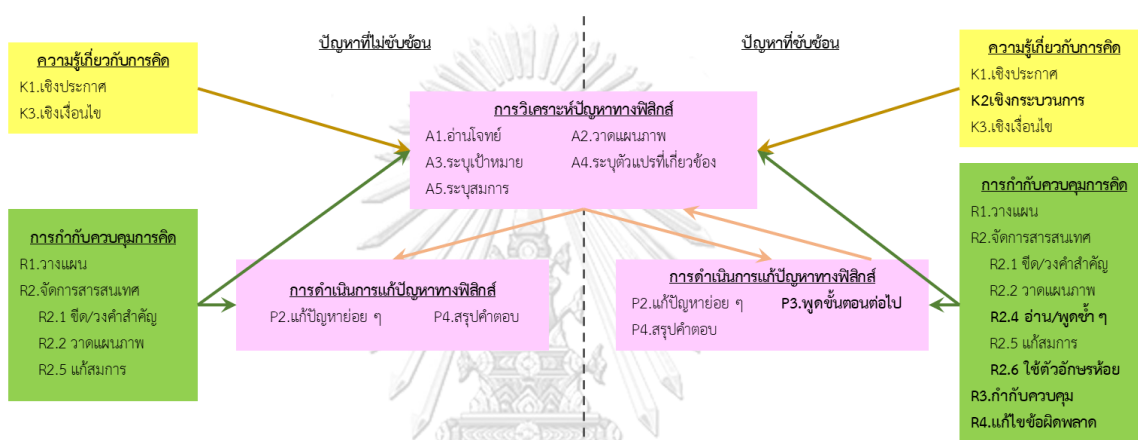 ปัญหาที่ไม่ซับซ้อน
ปัญหาที่ซับซ้อน
ความรู้เกี่ยวกับการคิด
K1.เชิงประกาศ
K3.เชิงเงื่อนไข
การวิเคราะห์ปัญหาทางฟิสิกส์
A1.อ่านโจทย์ A2.วาดแผนภาพ
A3.ระบุเป้าหมาย A4.ระบุตัวแปรที่เกี่ยวข้อง
A5.ระบุสมการ
ความรู้เกี่ยวกับการคิด
K1.เชิงประกาศ
K2เชิงกระบวนการ
K3.เชิงเงื่อนไข
การกำกับควบคุมการคิด
R1.วางแผน
R2.จัดการสารสนเทศ
R2.1 ขีด/วงคำสำคัญ
R2.2 วาดแผนภาพ
R2.5 แก้สมการ
การดำเนินการแก้ปัญหาทางฟิสิกส์
P2.แก้ปัญหาย่อย ๆ P4.สรุปคำตอบ
การดำเนินการแก้ปัญหาทางฟิสิกส์
P2.แก้ปัญหาย่อย ๆ P3.พูดขั้นตอนต่อไป
P4.สรุปคำตอบ
การกำกับควบคุมการคิด
R1.วางแผน
R2.จัดการสารสนเทศ
R2.1 ขีด/วงคำสำคัญ
R2.2 วาดแผนภาพ
R2.4 อ่าน/พูดซ้ำ ๆ
R2.5 แก้สมการ
R2.6 ใช้ตัวอักษรห้อย
R3.กำกับควบคุม
R4.แก้ไขข้อผิดพลาด